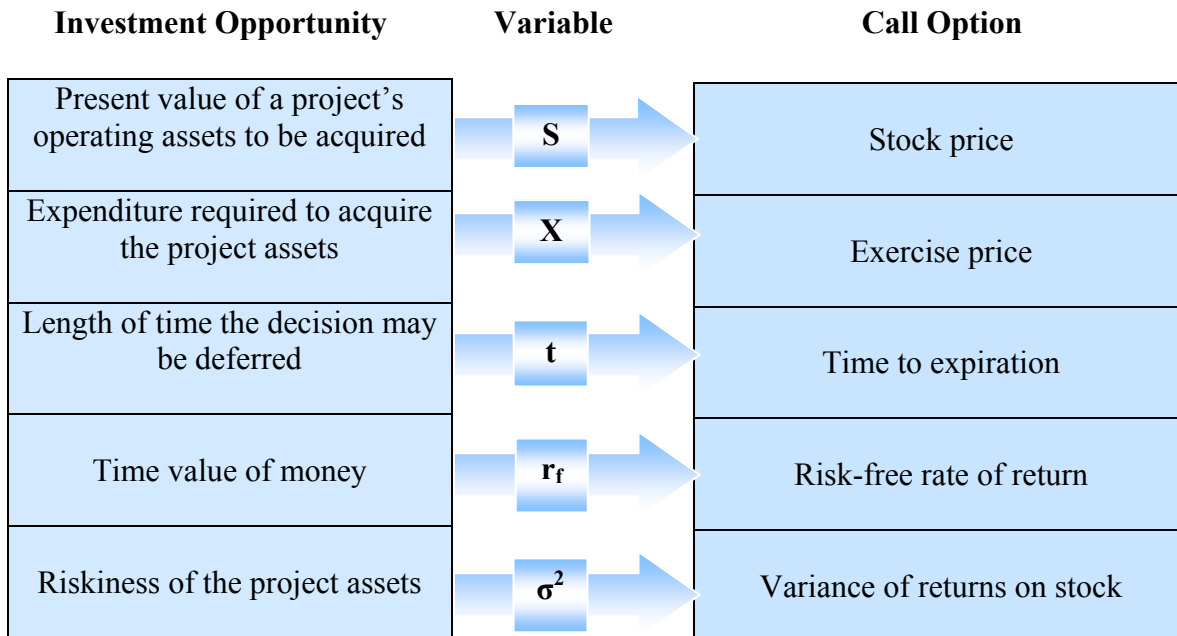 Investment Opportunity Variable Call Option
Present value of a project’s
operating assets to be acquired
S
Stock price
Expenditure required to acquire
the project assets
X
Exercise price
Length of time the decision may
be deferred
t
Time to expiration
Time value of money
r_f
Risk-free rate of return
Riskiness of the project assets
σ²
Variance of returns on stock